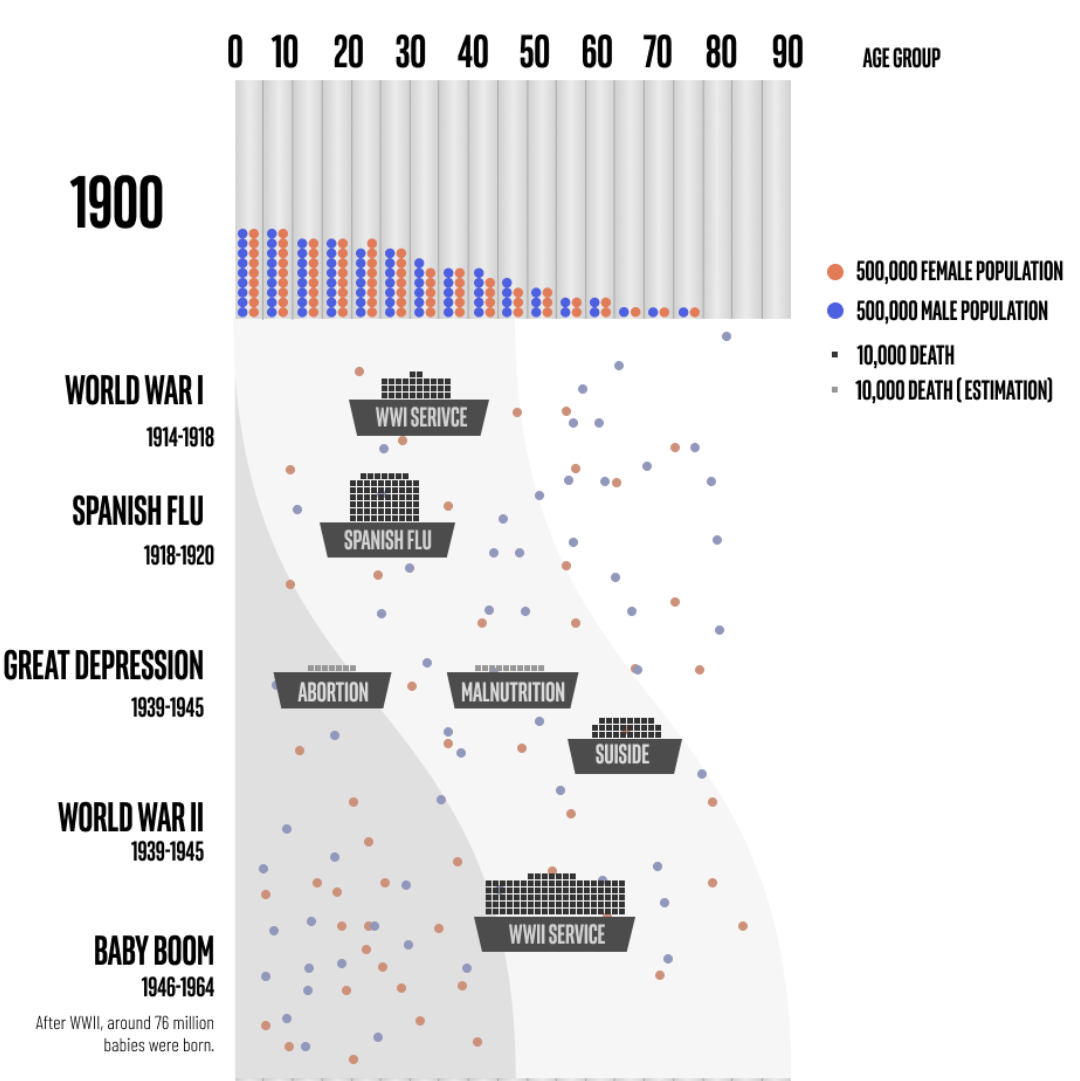 0 10 20 30 40 50 60 70 80 90 AGE GROUP
1900
500,000 FEMALE POPULATION
500,000 MALE POPULATION
10,000 DEATH
10,000 DEATH ( ESTIMATION)
WORLD WAR I
1914-1918
WWI SERIVCE
SPANISH FLU
1918-1920
SPANISH FLU
GREAT DEPRESSION
1939-1945
ABORTION
MALNUTRITION
SUISIDE
WORLD WAR II
1939-1945
WWII SERVICE
BABY BOOM
1946-1964
After WWII, around 76 million
babies were born.